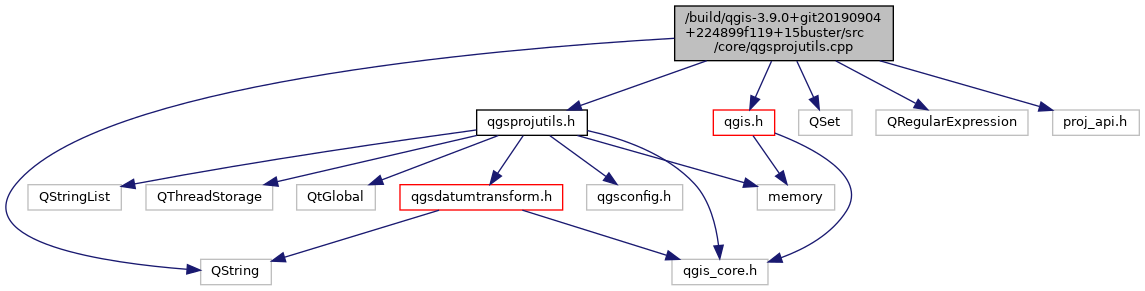 /build/qgis-3.9.0+git20190904
+224899f119+15buster/src
/core/qgsprojutils.cpp
qgsprojutils.h
qgis.h
QSet
QRegularExpression
proj_api.h
QStringList
QThreadStorage
QtGlobal
qgsdatumtransform.h
qgsconfig.h
memory
QString
qgis_core.h